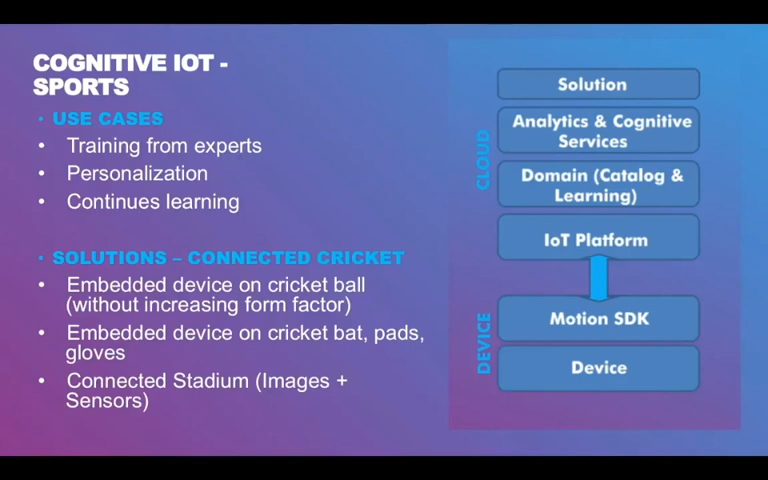 COGNITIVE IOT -
SPORTS
• USE CASES
• Training from experts
• Personalization
• Continues learning
• SOLUTIONS – CONNECTED CRICKET
• Embedded device on cricket ball
(without increasing form factor)
• Embedded device on cricket bat, pads,
gloves
• Connected Stadium (Images +
Sensors)
CLOUD
Solution
Analytics & Cognitive
Services
Domain (Catalog &
Learning)
IoT Platform
DEVICE
Motion SDK
Device